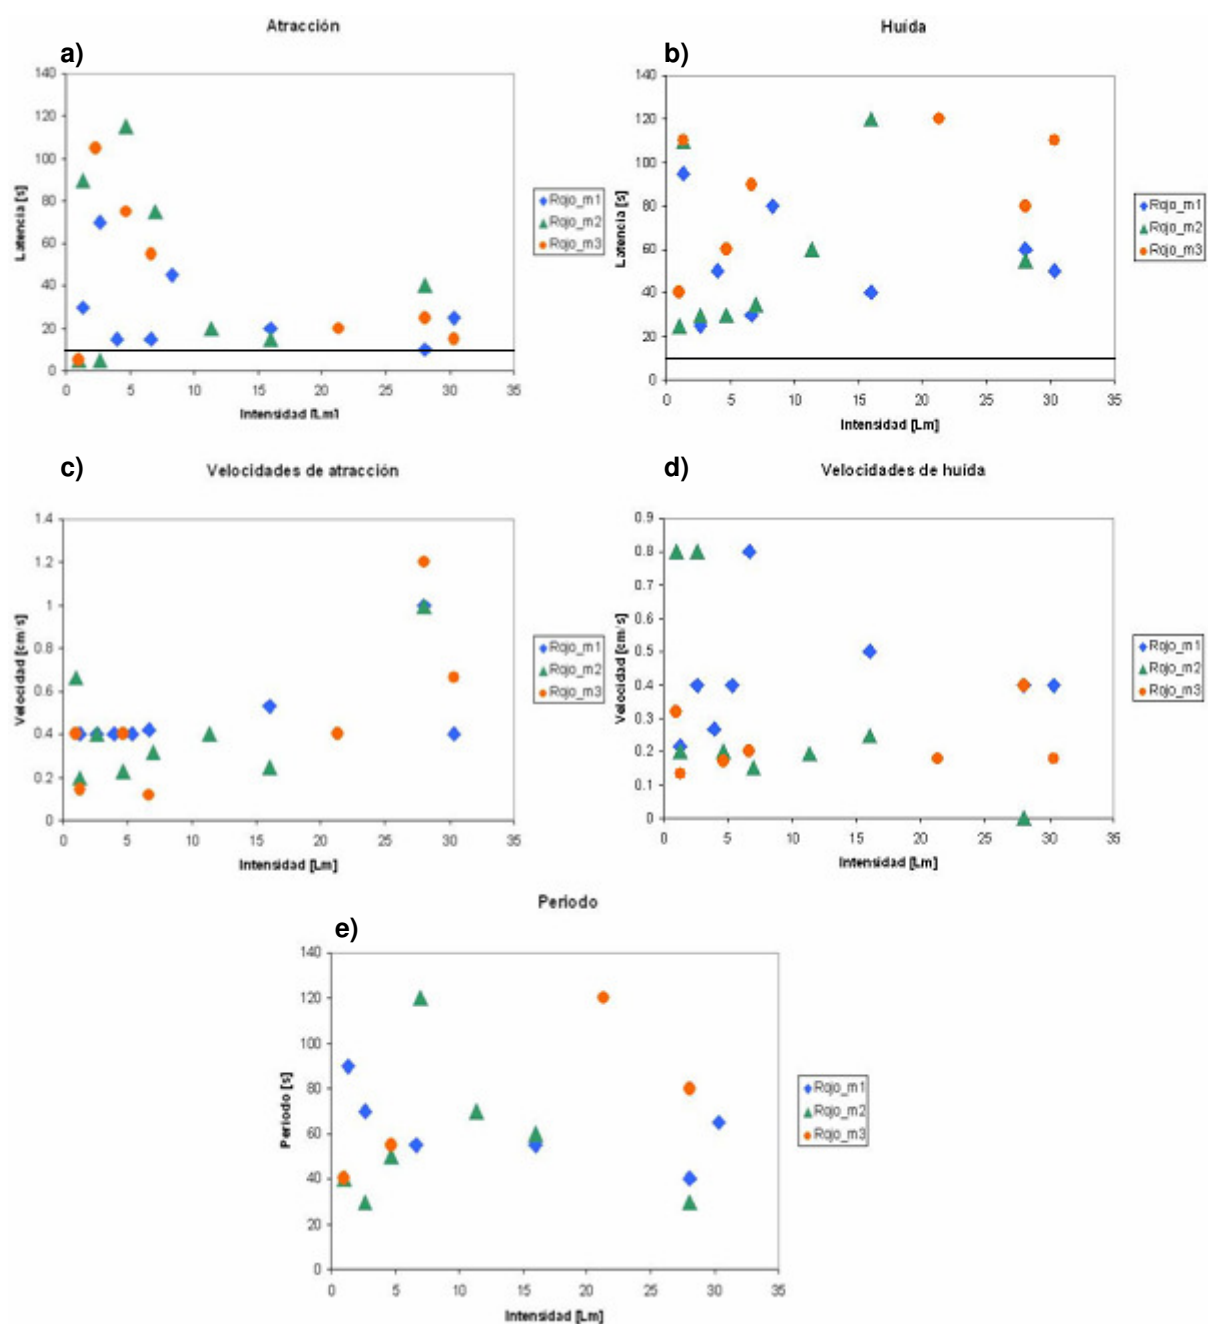 Atracción
a)
140
120
100
80
60
40
20
0
Latencia [s]
0 5 10 15 20 25 30 35
Intensidad [Lm]
Rojo_m1
Rojo_m2
Rojo_m3
Huída
b)
140
120
100
80
60
40
20
0
Latencia [s]
0 5 10 15 20 25 30 35
Intensidad [Lm]
Rojo_m1
Rojo_m2
Rojo_m3
c)
Velocidades de atracción
1.4
1.2
1
0.8
0.6
0.4
0.2
0
Velocidad [cm/s]
0 5 10 15 20 25 30 35
Intensidad [Lm]
Rojo_m1
Rojo_m2
Rojo_m3
d)
Velocidades de huída
0.9
0.8
0.7
0.6
0.5
0.4
0.3
0.2
0.1
0
Velocidad [cm/s]
0 5 10 15 20 25 30 35
Intensidad [Lm]
Rojo_m1
Rojo_m2
Rojo_m3
Período
e)
140
120
100
80
60
40
20
0
Periodo [s]
0 5 10 15 20 25 30 35
Intensidad [Lm]
Rojo_m1
Rojo_m2
Rojo_m3